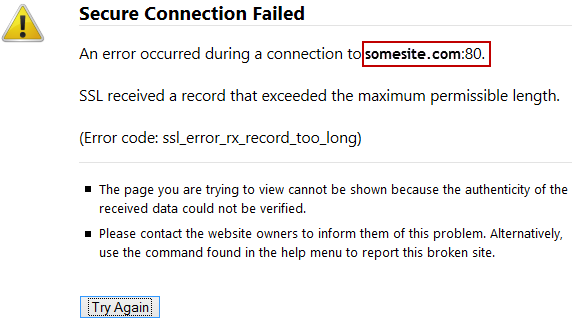 Secure Connection Failed
An error occurred during a connection to somesite.com:80.
SSL received a record that exceeded the maximum permissible length.
(Error code: ssl_error_rx_record_too_long)
The page you are trying to view cannot be shown because the authenticity of the
received data could not be verified.
Please contact the website owners to inform them of this problem. Alternatively,
use the command found in the help menu to report this broken site.
Try Again